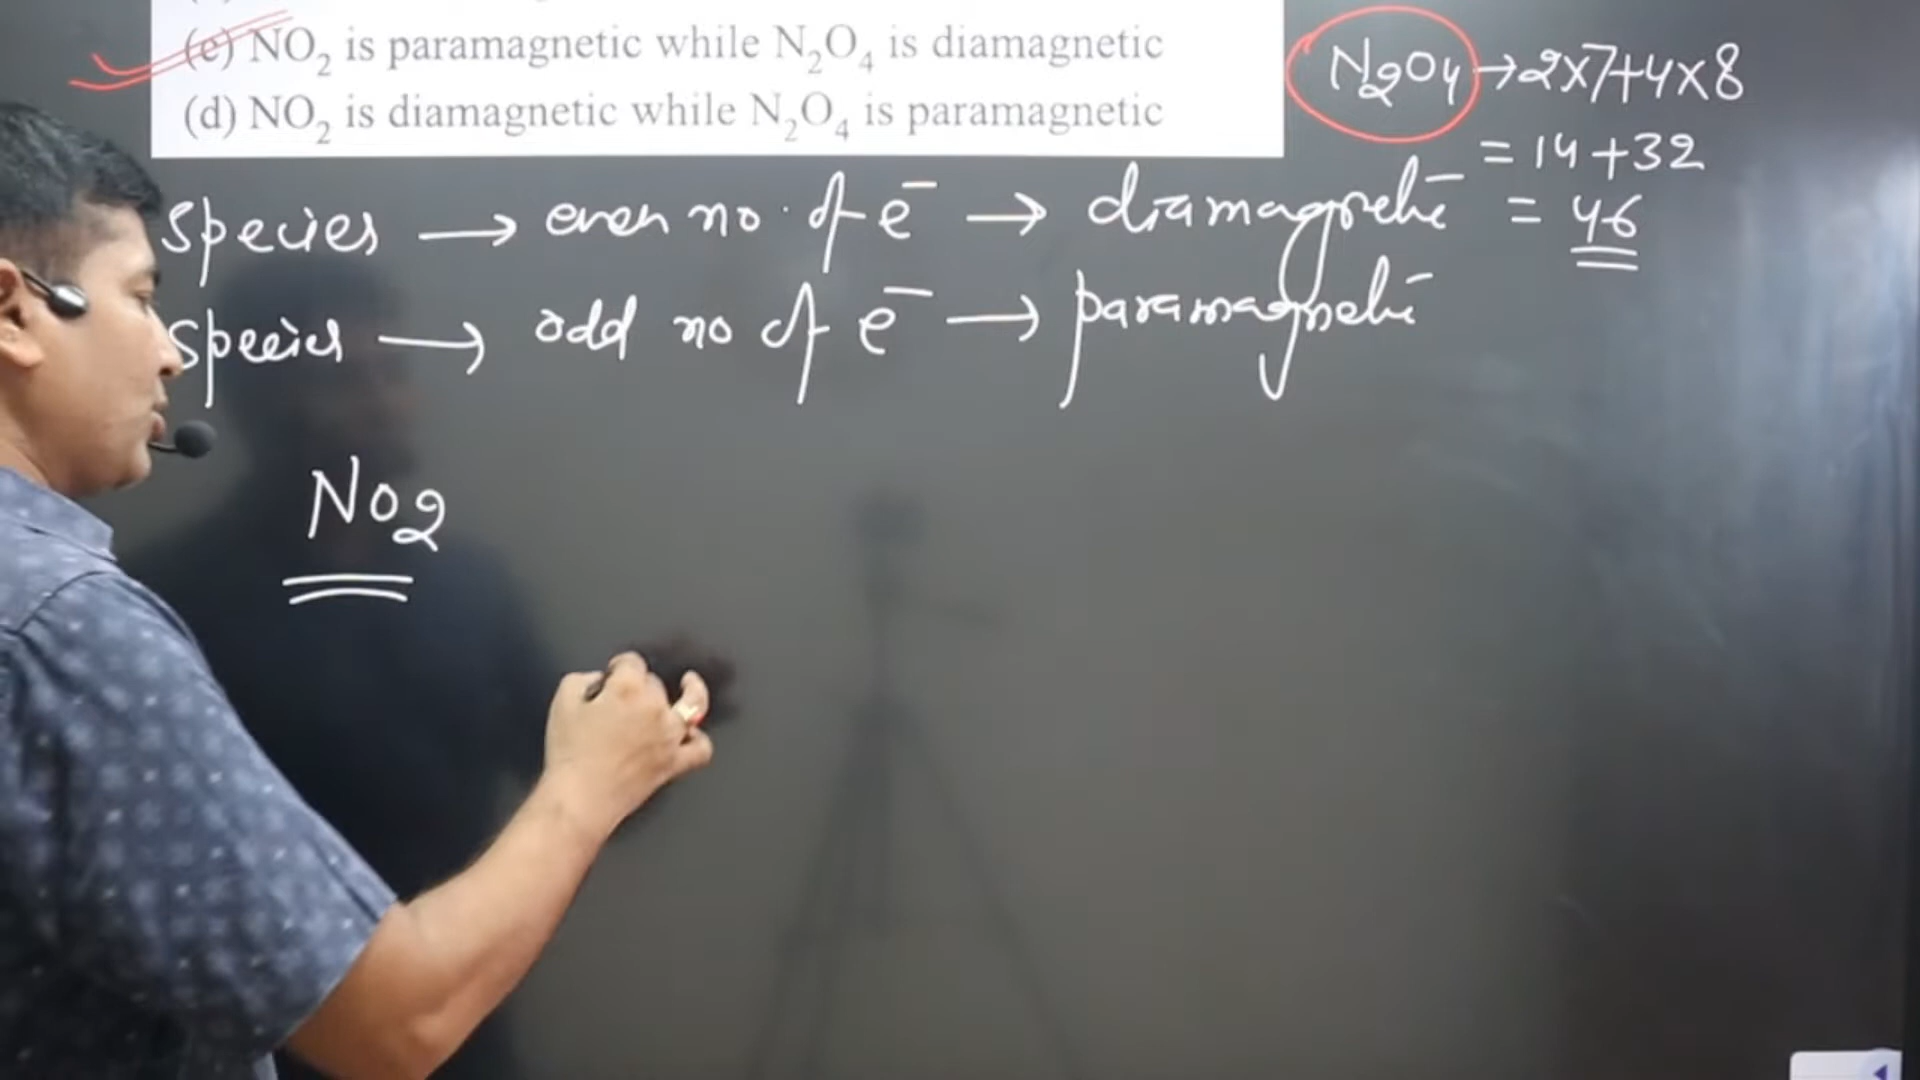 (c) NO₂ is paramagnetic while N₂O₄ is diamagnetic
(d) NO₂ is diamagnetic while N₂O₄ is paramagnetic
N₂O₄ → 2×7+4×8
= 14+32
= 46
Species → even no. of e⁻ → diamagnetic
Species → odd no of e⁻ → paramagnetic
NO₂